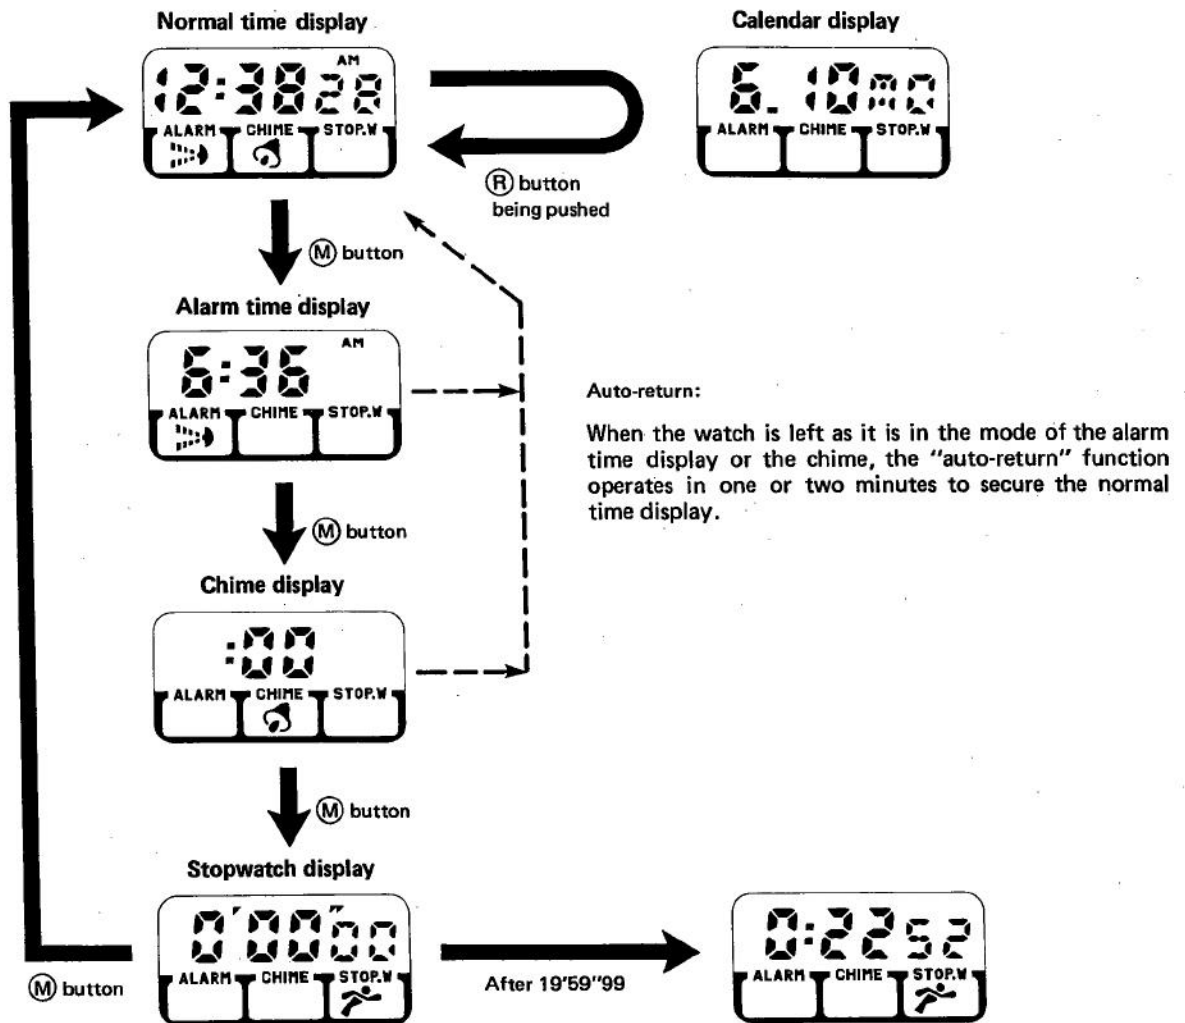 Normal time display
Calendar display
AM
12:38 28
ALARM CHIME STOP.W
6. 10 mo
ALARM CHIME STOP.W
R button
being pushed
M button
Alarm time display
AM
6:36
ALARM CHIME STOP.W
Auto-return:
When the watch is left as it is in the mode of the alarm
time display or the chime, the "auto-return" function
operates in one or two minutes to secure the normal
time display.
M button
Chime display
:00
ALARM CHIME STOP.W
M button
Stopwatch display
0'00"00
ALARM CHIME STOP.W
M button
After 19'59"99
0:22 52
ALARM CHIME STOP.W